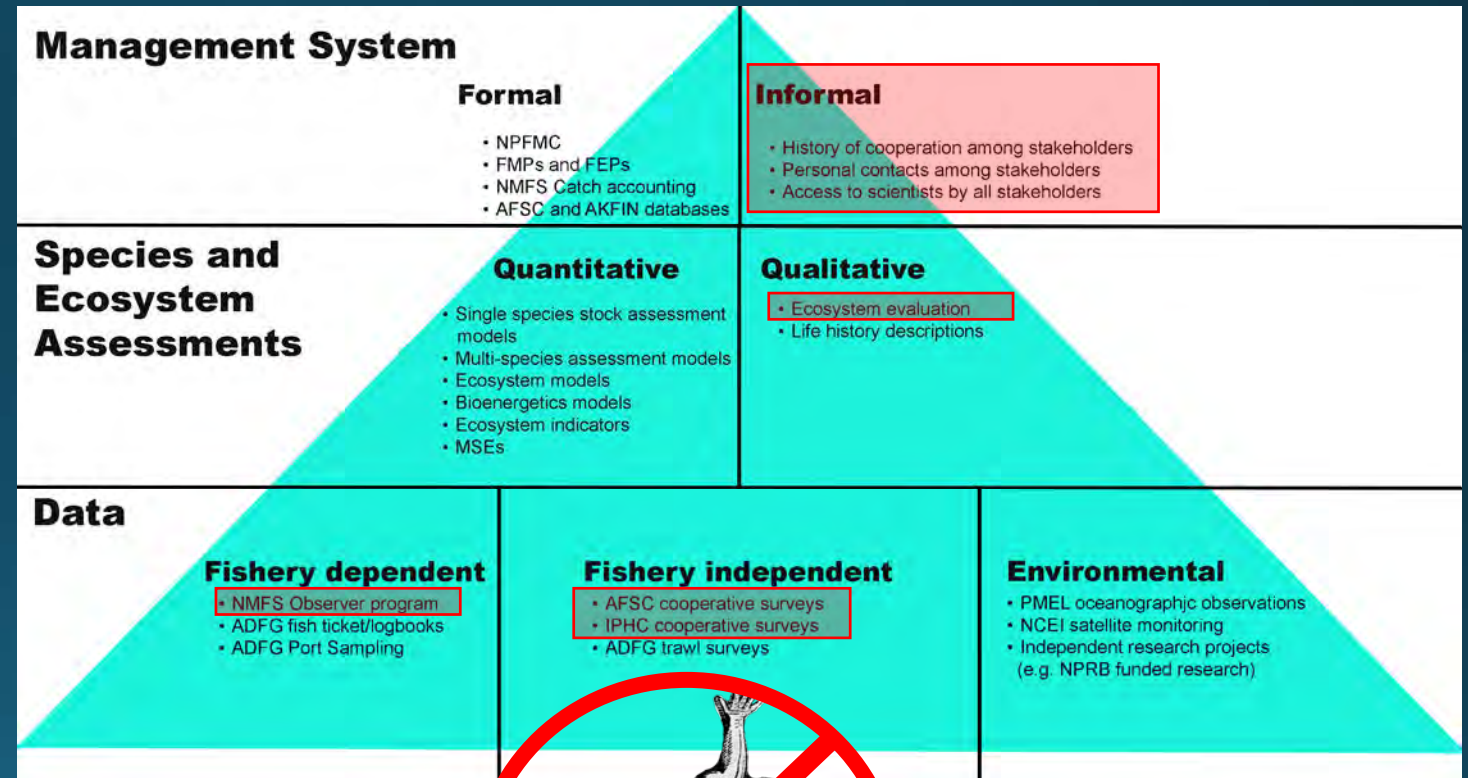 Management System
Formal
• NPFMC
• FMPs and FEPs
• NMFS Catch accounting
• AFSC and AKFIN databases
Informal
• History of cooperation among stakeholders
• Personal contacts among stakeholders
• Access to scientists by all stakeholders
Species and
Ecosystem
Assessments
Quantitative
• Single species stock assessment
models
• Multi-species assessment models
• Ecosystem models
• Bioenergetics models
• Ecosystem indicators
• MSEs
Qualitative
• Ecosystem evaluation
• Life history descriptions
Data
Fishery dependent
• NMFS Observer program
• ADFG fish ticket/logbooks
• ADFG Port Sampling
Fishery independent
• AFSC cooperative surveys
• IPHC cooperative surveys
• ADFG trawl surveys
Environmental
• PMEL oceanographjc observations
• NCEI satellite monitoring
• Independent research projects
(e.g. NPRB funded research)